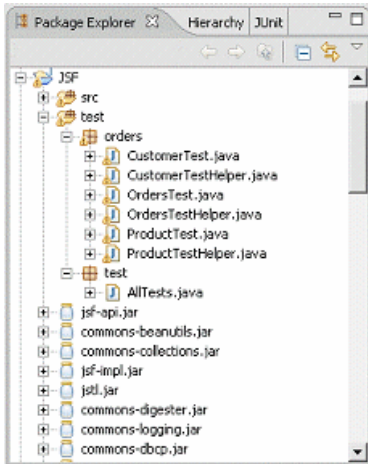 Package Explorer Hierarchy JUnit
JSF
src
test
orders
CustomerTest.java
CustomerTestHelper.java
OrdersTest.java
OrdersTestHelper.java
ProductTest.java
ProductTestHelper.java
test
AllTests.java
jsf-api.jar
commons-beanutils.jar
commons-collections.jar
jsf-impl.jar
jstl.jar
commons-digester.jar
commons-logging.jar
commons-dbcp.jar